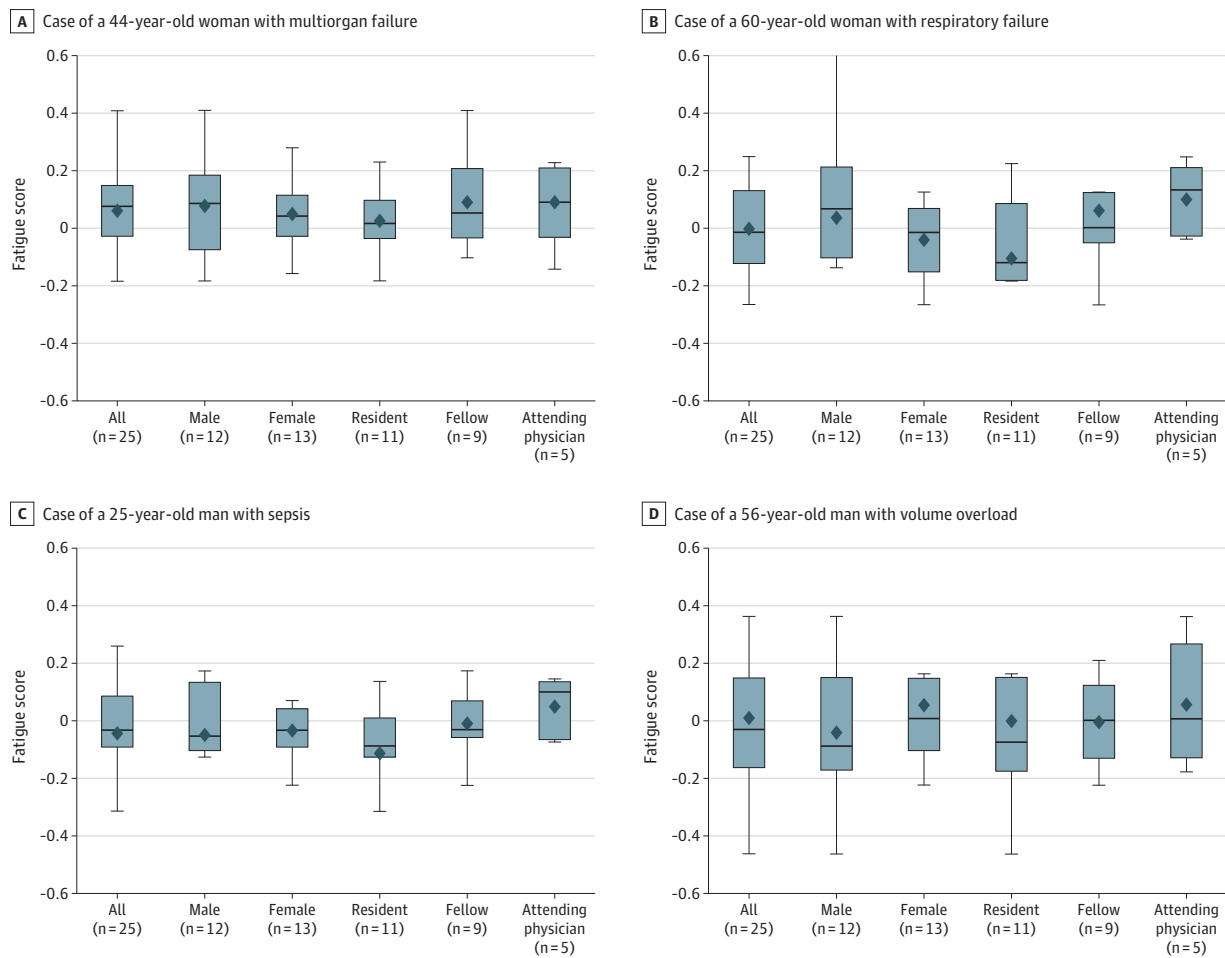 A Case of a 44-year-old woman with multiorgan failure
0.6
0.4
0.2
0
–0.2
–0.4
–0.6
Fatigue score
All
(n = 25)
Male
(n = 12)
Female
(n = 13)
Resident
(n = 11)
Fellow
(n = 9)
Attending
physician
(n = 5)
B Case of a 60-year-old woman with respiratory failure
0.6
0.4
0.2
0
–0.2
–0.4
–0.6
Fatigue score
All
(n = 25)
Male
(n = 12)
Female
(n = 13)
Resident
(n = 11)
Fellow
(n = 9)
Attending
physician
(n = 5)
C Case of a 25-year-old man with sepsis
0.6
0.4
0.2
0
–0.2
–0.4
–0.6
Fatigue score
All
(n = 25)
Male
(n = 12)
Female
(n = 13)
Resident
(n = 11)
Fellow
(n = 9)
Attending
physician
(n = 5)
D Case of a 56-year-old man with volume overload
0.6
0.4
0.2
0
–0.2
–0.4
–0.6
Fatigue score
All
(n = 25)
Male
(n = 12)
Female
(n = 13)
Resident
(n = 11)
Fellow
(n = 9)
Attending
physician
(n = 5)